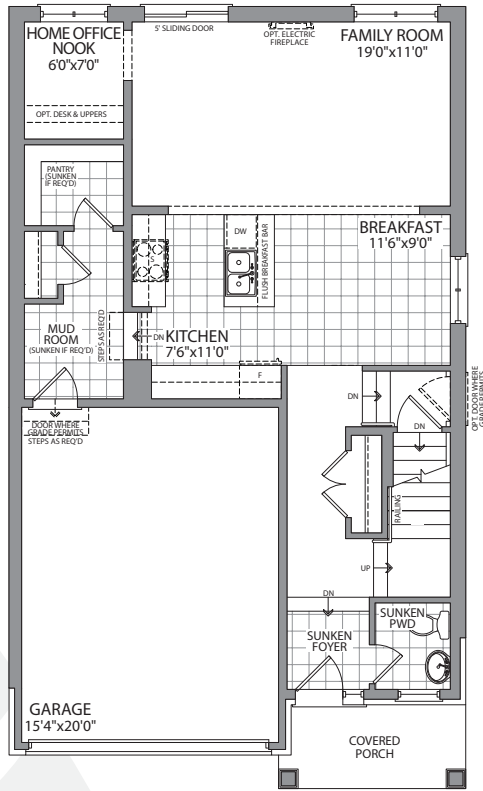 HOME OFFICE
NOOK
6'0"x7'0"
5' SLIDING DOOR
OPT. ELECTRIC
FIREPLACE
FAMILY ROOM
19'0"x11'0"
OPT. DESK & UPPERS
PANTRY
(SUNKEN
IF REQ'D)
DW
FLUSH BREAKFAST BAR
BREAKFAST
11'6"x9'0"
S
MUD
ROOM
(SUNKEN IF REQ'D)
STEPS AS REQ'D
DN
KITCHEN
7'6"x11'0"
F
DN
DN
OPT. DOOR WHERE
GRADE PERMITS
DOOR WHERE
GRADE PERMITS
STEPS AS REQ'D
RAILING
UP
DN
SUNKEN
FOYER
SUNKEN
PWD
GARAGE
15'4"x20'0"
COVERED
PORCH